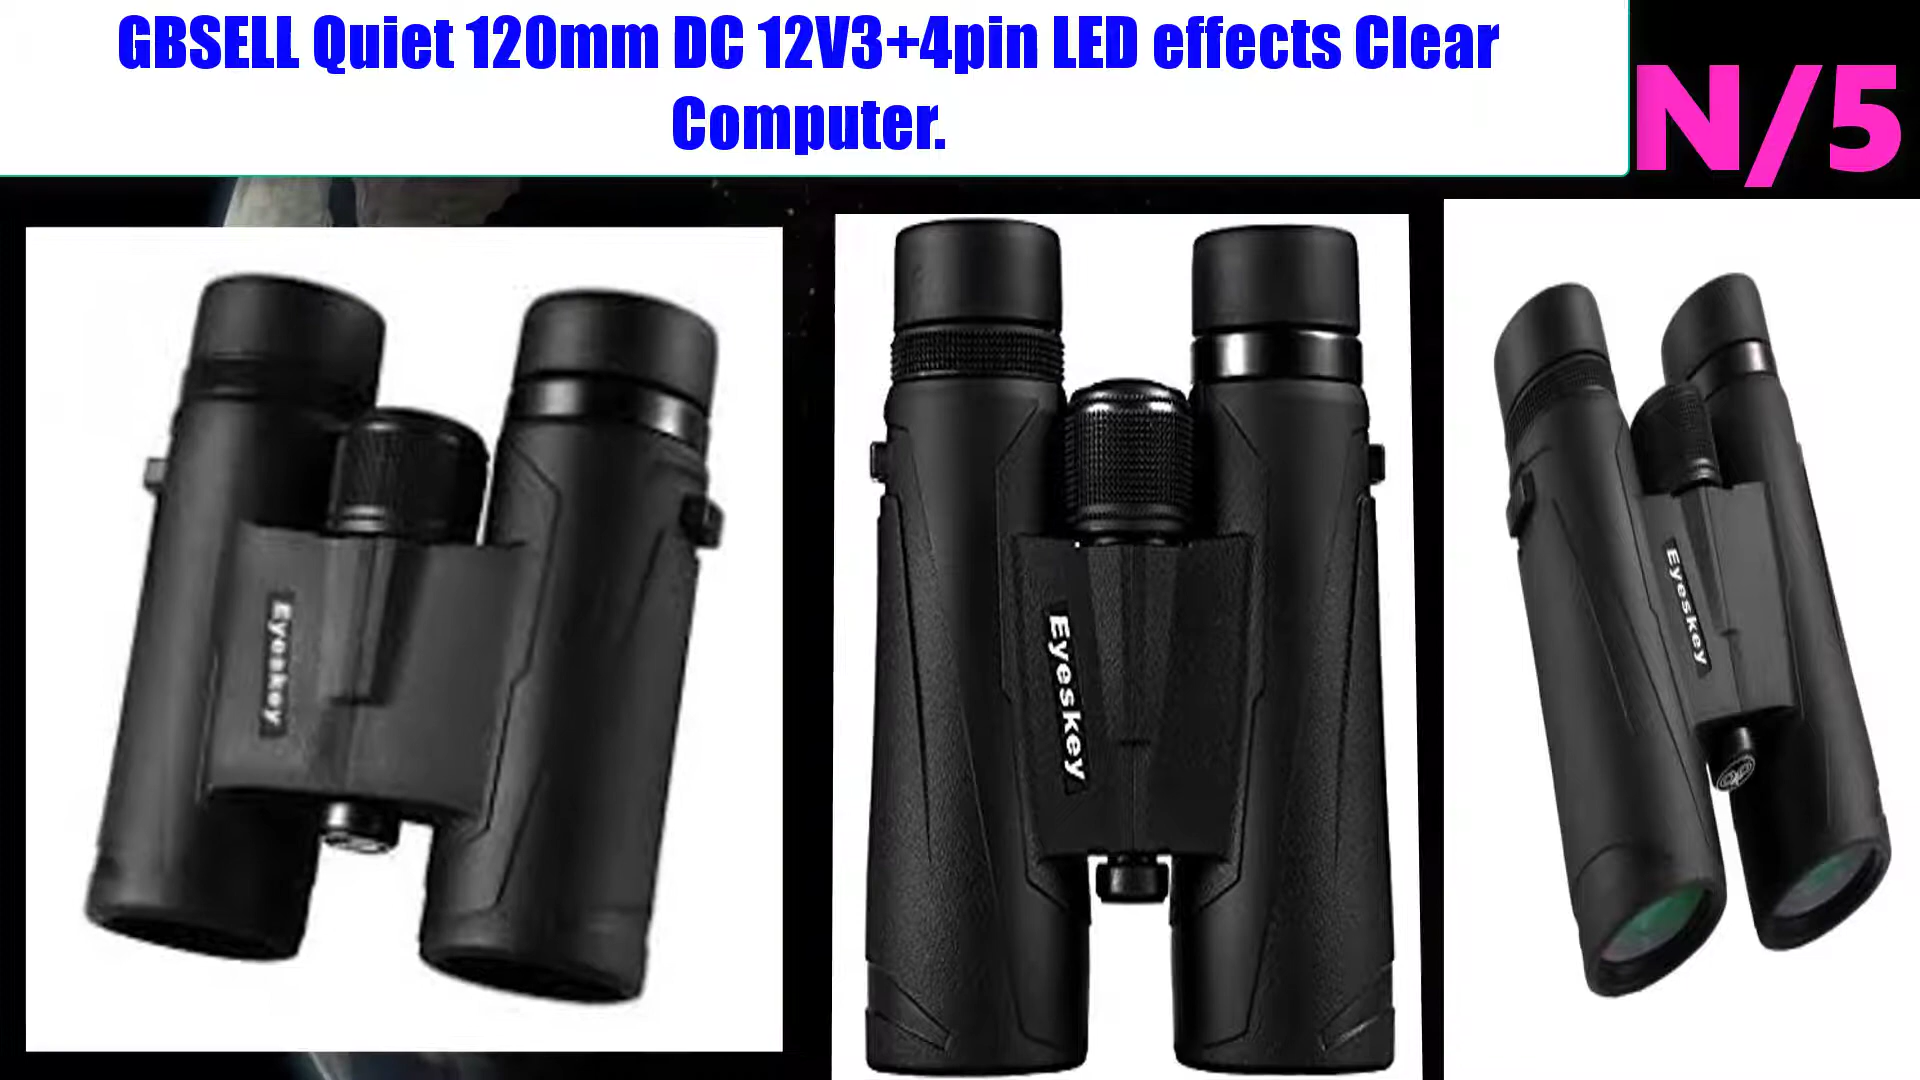 GBSELL Quiet 120mm DC 12V3+4pin LED effects Clear
Computer.
N/5
Eyeskey
Eyeskey
Eyeskey